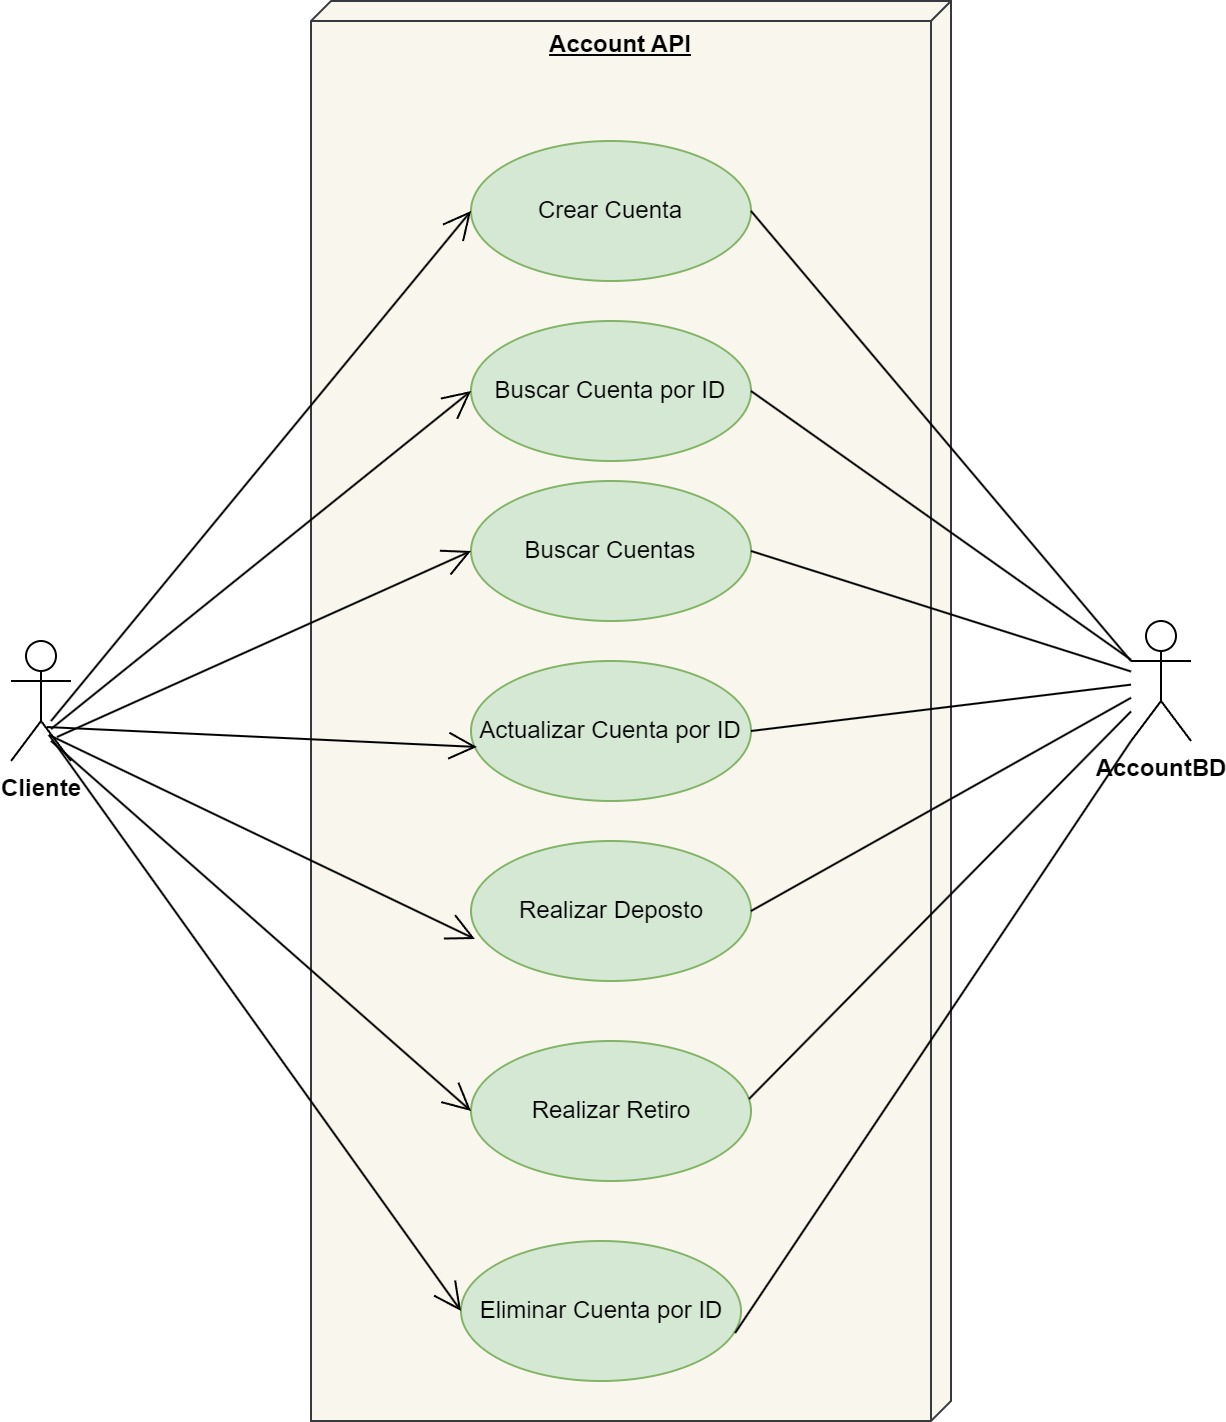 Account API
Crear Cuenta
Buscar Cuenta por ID
Buscar Cuentas
Actualizar Cuenta por ID
Cliente
AccountBD
Realizar Deposto
Realizar Retiro
Eliminar Cuenta por ID